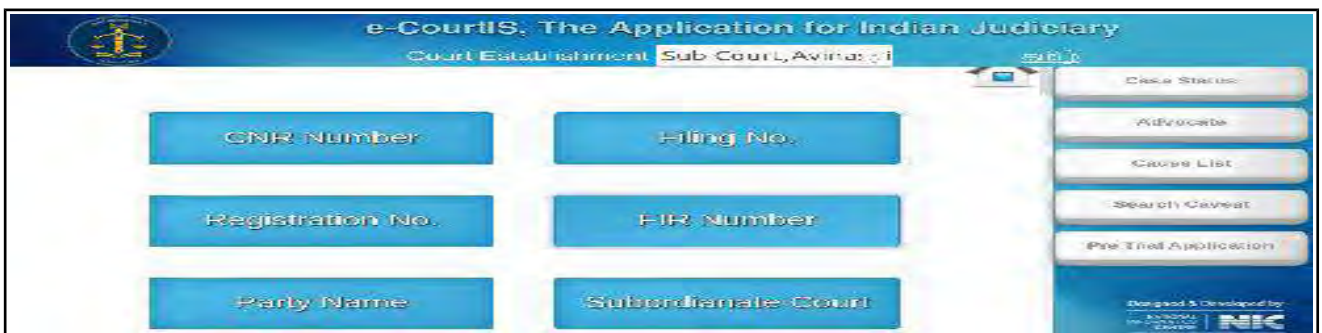 e-CourtIS, The Application for Indian Judiciary
Court Establishment Sub Court, Avinasi
Case Status
CNR Number
Filing No.
Advocate
Cause List
Registration No.
FIR Number
Search Caveat
Pre Trial Application
Party Name
Subordianate Court
Designed & Developed by
NIC